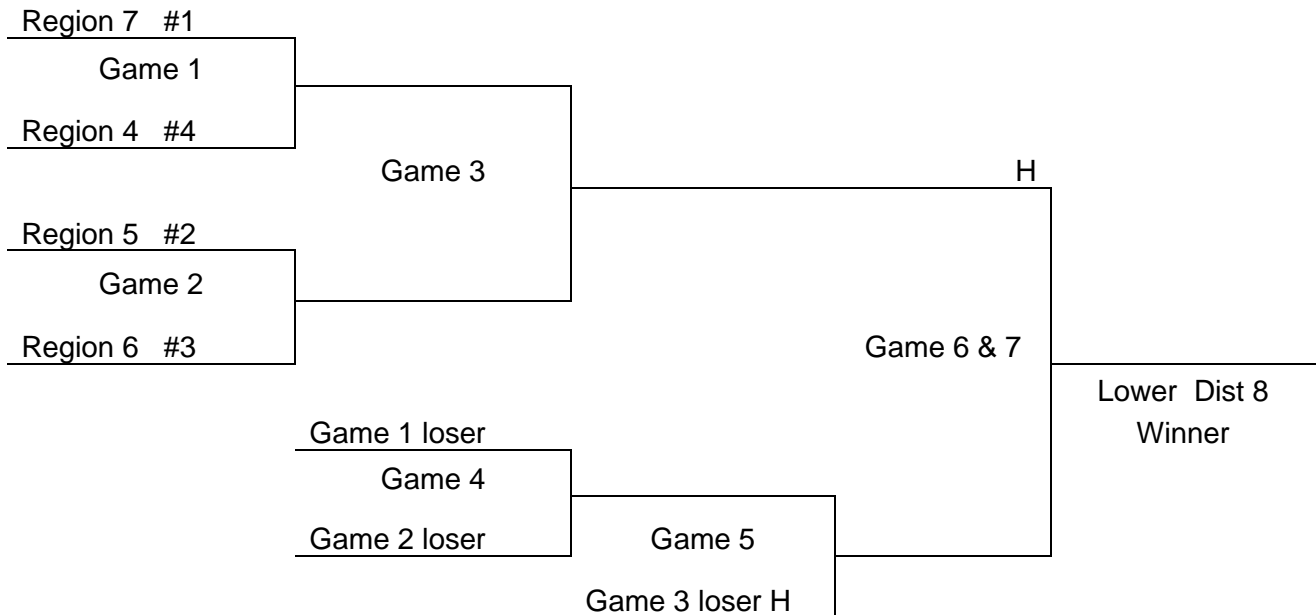 Region 7 #1
Game 1
Region 4 #4
Game 3
H
Region 5 #2
Game 2
Region 6 #3
Game 6 & 7
Lower Dist 8
Winner
Game 1 loser
Game 4
Game 2 loser
Game 5
Game 3 loser H